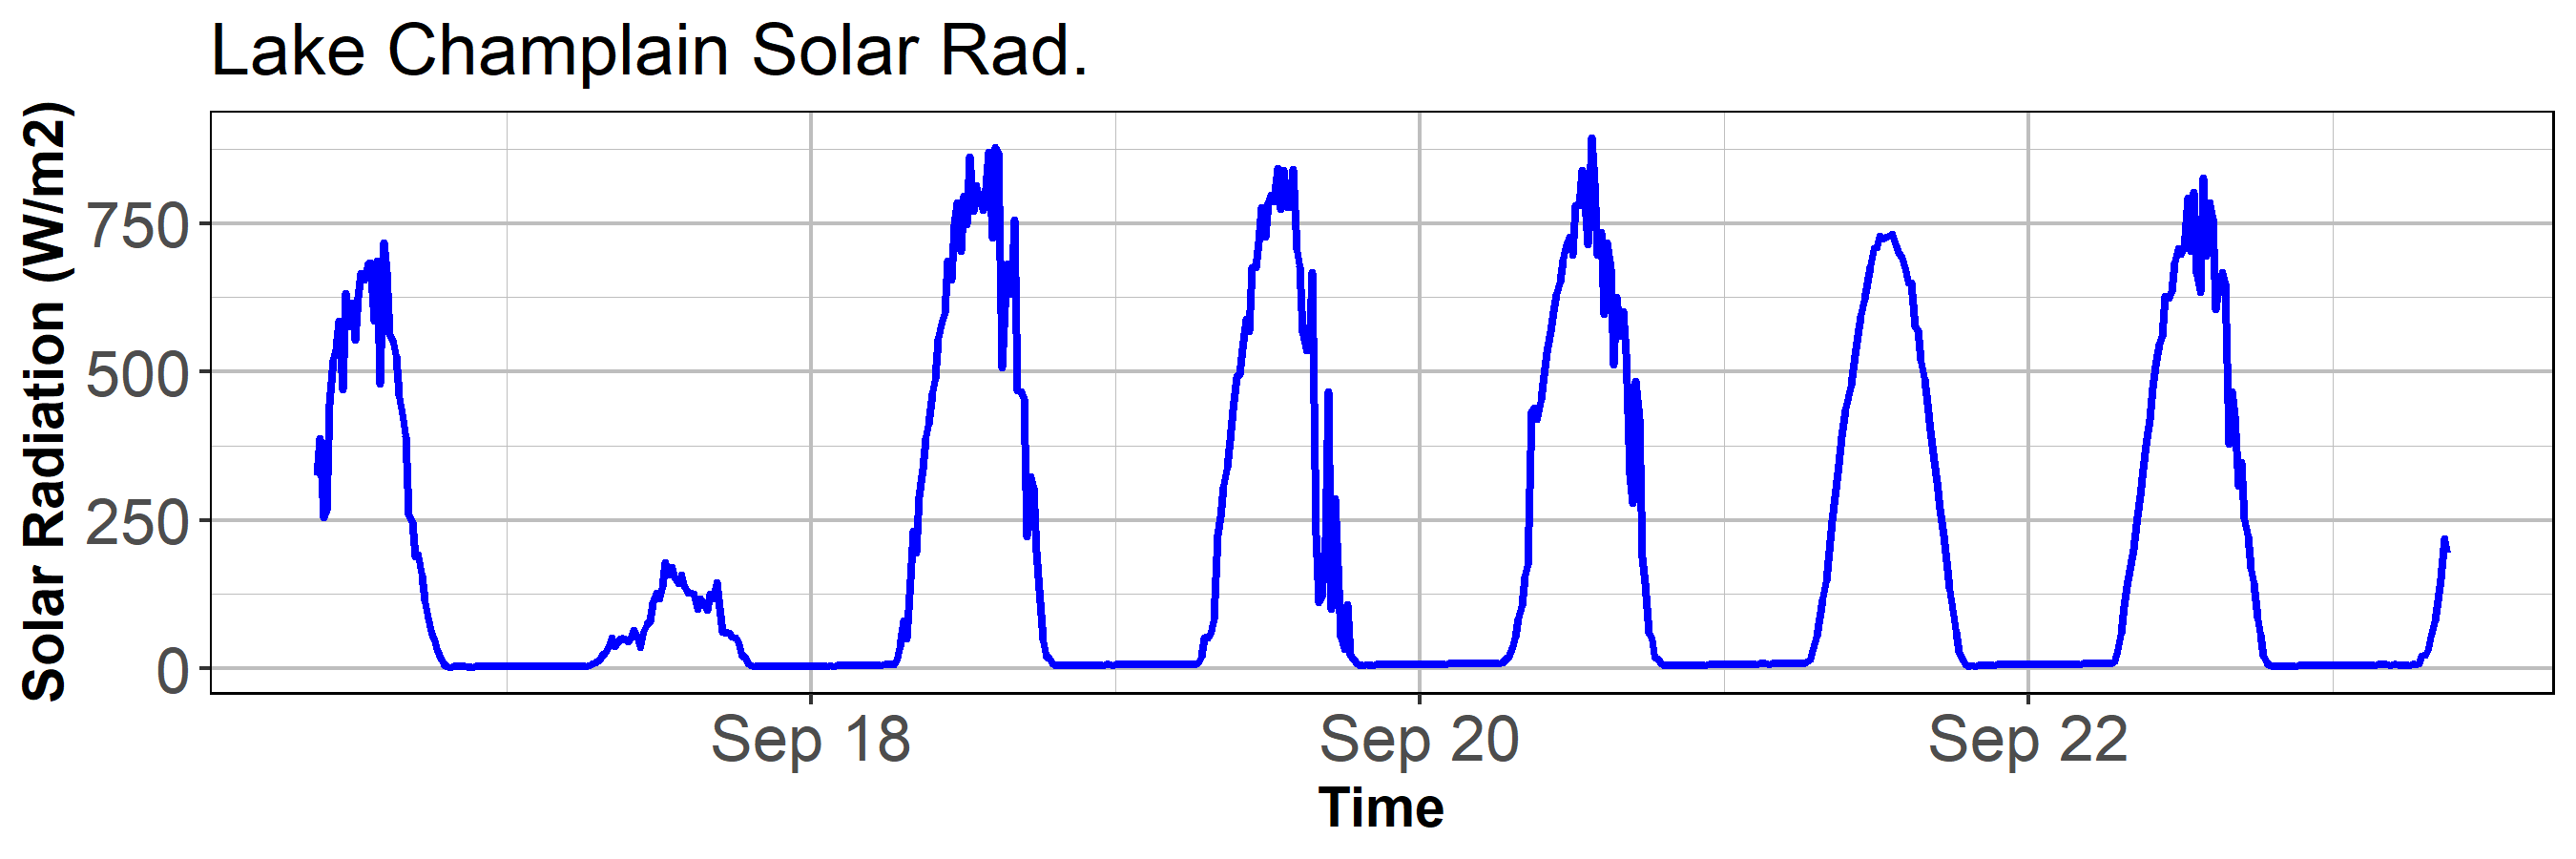 Lake Champlain Solar Rad.
Solar Radiation (W/m2)
750
500
250
0
Sep 18
Sep 20
Sep 22
Time